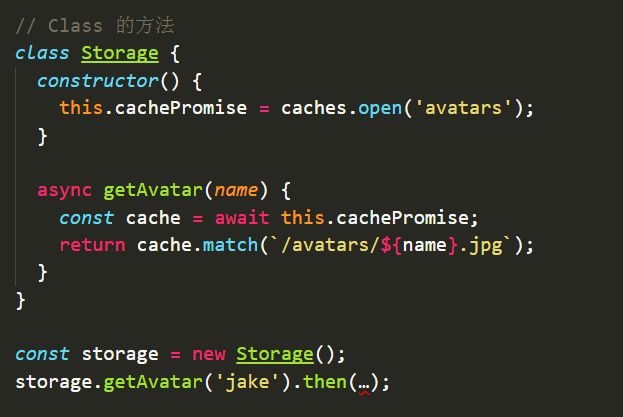 // Class 的方法
class Storage {
  constructor() {
    this.cachePromise = caches.open('avatars');
  }

  async getAvatar(name) {
    const cache = await this.cachePromise;
    return cache.match(`/avatars/${name}.jpg`);
  }
}

const storage = new Storage();
storage.getAvatar('jake').then(…);